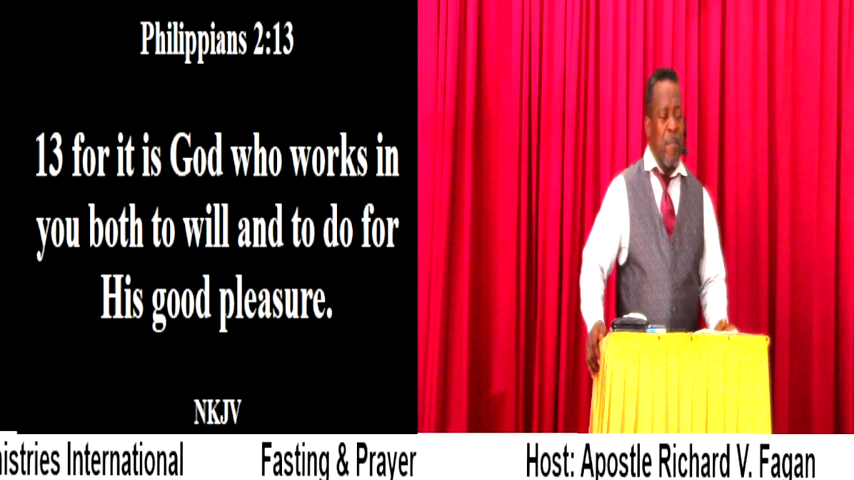 Philippians 2:13
13 for it is God who works in
you both to will and to do for
His good pleasure.
NKJV
International Fasting & Prayer Host: Apostle Richard V. Fagan